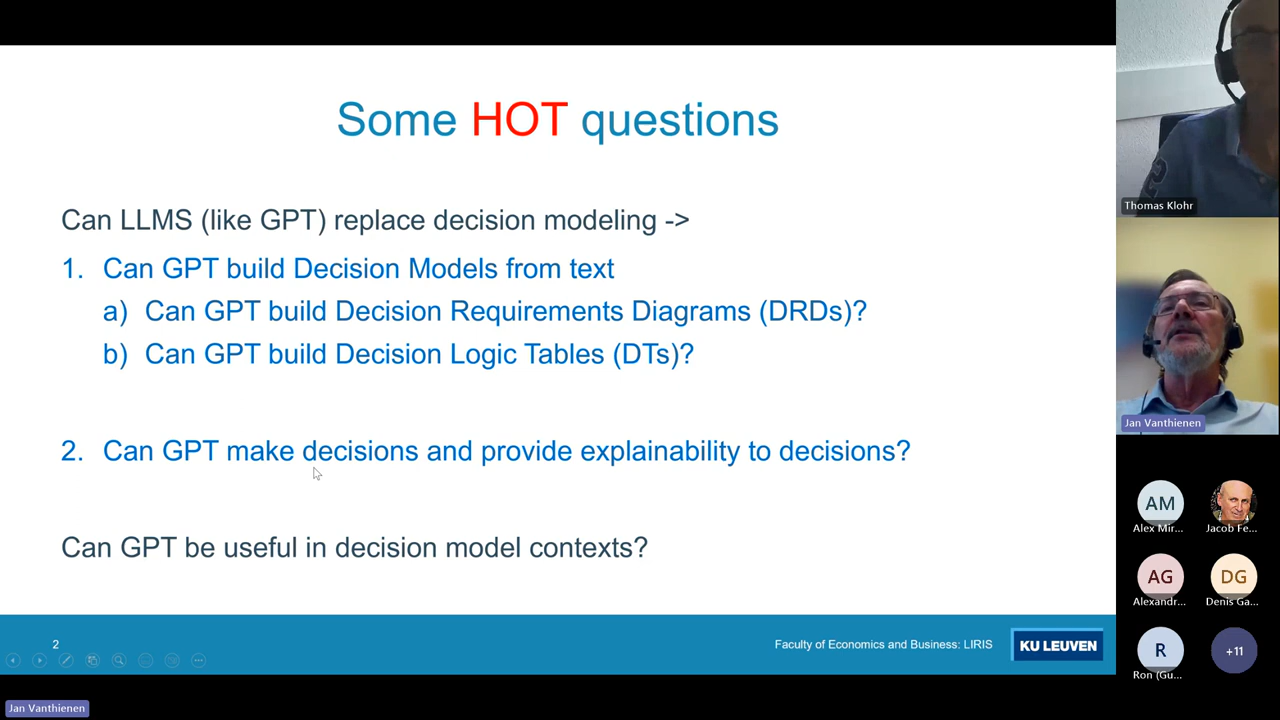 Some HOT questions
Can LLMS (like GPT) replace decision modeling ->
1. Can GPT build Decision Models from text
a) Can GPT build Decision Requirements Diagrams (DRDs)?
b) Can GPT build Decision Logic Tables (DTs)?
2. Can GPT make decisions and provide explainability to decisions?
Can GPT be useful in decision model contexts?
2
Faculty of Economics and Business: LIRIS
KU LEUVEN
Thomas Klohr
Jan Vanthienen
AM
Alex Mir...
Jacob Fe...
AG
Alexandr...
DG
Denis Ga...
R
Ron (Gu...
+11
Jan Vanthienen